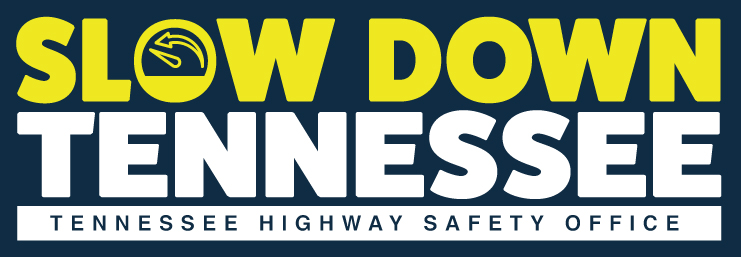 SLOW DOWN
TENNESSEE
TENNESSEE HIGHWAY SAFETY OFFICE